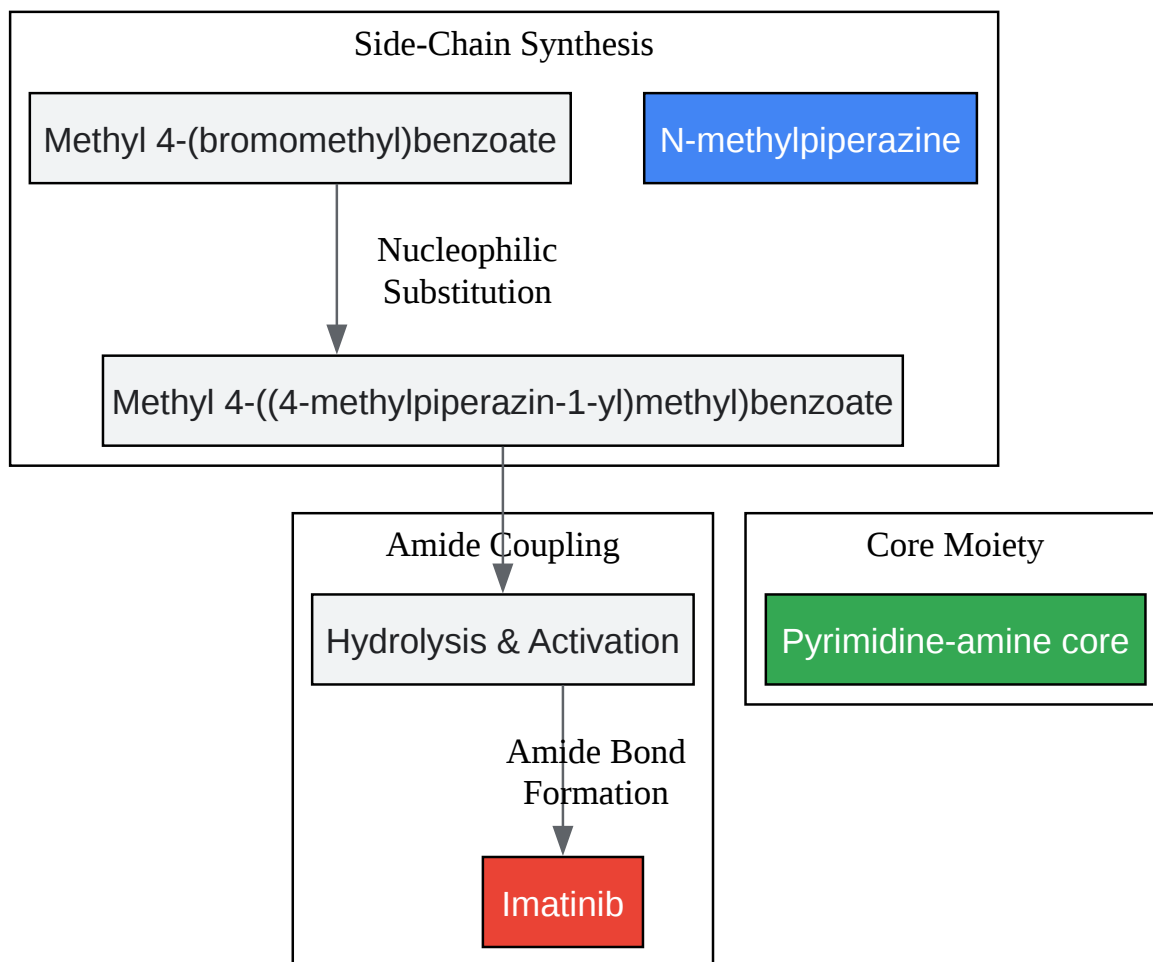 Side-Chain Synthesis
Methyl 4-(bromomethyl)benzoate
N-methylpiperazine
Nucleophilic
Substitution
Methyl 4-((4-methylpiperazin-1-yl)methyl)benzoate
Amide Coupling
Core Moiety
Hydrolysis & Activation
Pyrimidine-amine core
Amide Bond
Formation
Imatinib